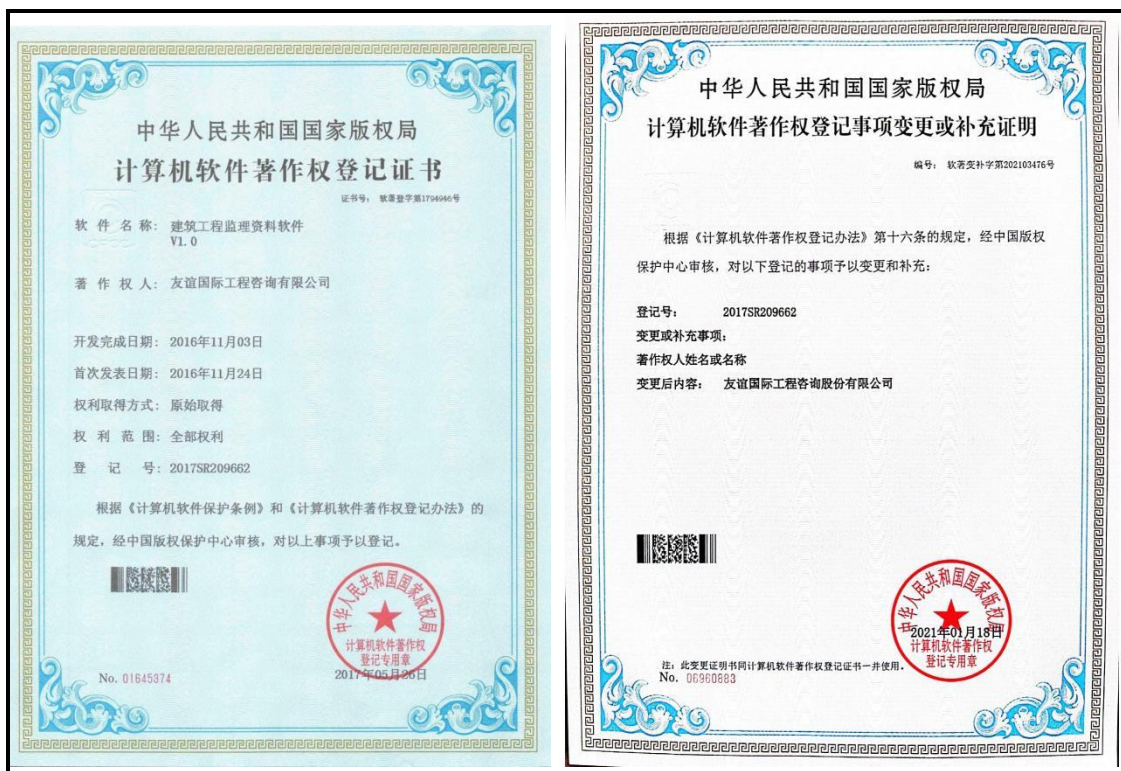 中华人民共和国国家版权局
计算机软件著作权登记证书
证书号： 软著登字第1794946号
软件名称： 建筑工程监理资料软件
V1.0
著作权人： 友谊国际工程咨询有限公司
开发完成日期： 2016年11月03日
首次发表日期： 2016年11月24日
权利取得方式： 原始取得
权利范围： 全部权利
登记号： 2017SR209662
根据《计算机软件保护条例》和《计算机软件著作权登记办法》的
规定，经中国版权保护中心审核，对以上事项予以登记。
中华人民共和国国家版权局
计算机软件著作权
登记专用章
No. 01645374
2017年05月26日
中华人民共和国国家版权局
计算机软件著作权登记事项变更或补充证明
编号： 软著变补字第202103476号
根据《计算机软件著作权登记办法》第十六条的规定，经中国版权
保护中心审核，对以下登记的事项予以变更和补充：
登记号： 2017SR209662
变更或补充事项：
著作权人姓名或名称
变更后内容： 友谊国际工程咨询股份有限公司
中华人民共和国国家版权局
2021年01月18日
计算机软件著作权
登记专用章
注：此变更证明书同计算机软件著作权登记证书一并使用。
No. 06960883